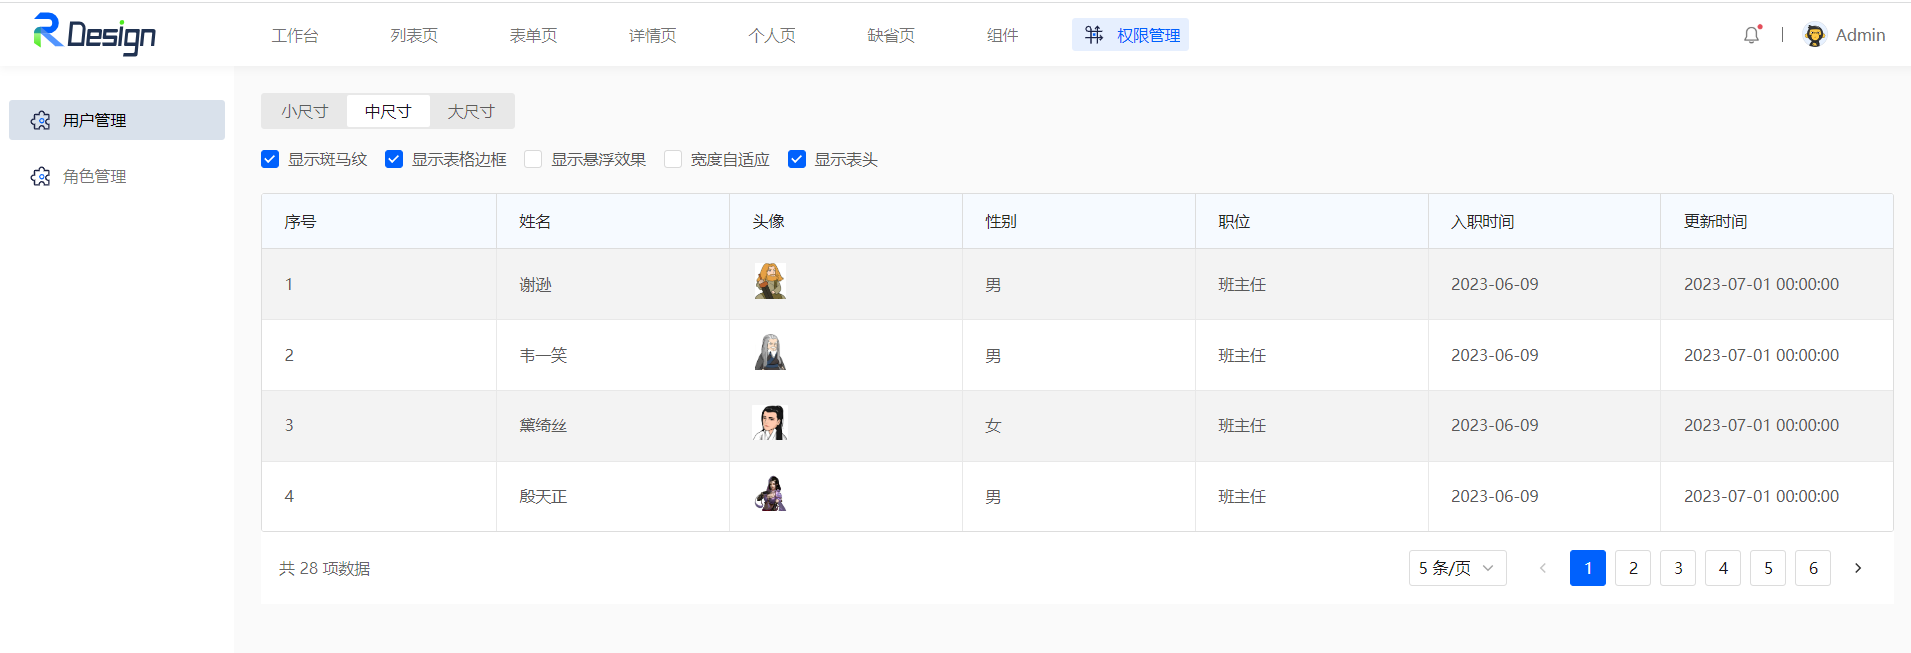 R Design 工作台 列表页 表单页 详情页 个人页 缺省页 组件 权限管理 Admin
用户管理
角色管理
小尺寸 中尺寸 大尺寸
显示斑马纹 显示表格边框 显示悬浮效果 宽度自适应 显示表头
序号 姓名 头像 性别 职位 入职时间 更新时间
1 谢逊 男 班主任 2023-06-09 2023-07-01 00:00:00
2 韦一笑 男 班主任 2023-06-09 2023-07-01 00:00:00
3 黛绮丝 女 班主任 2023-06-09 2023-07-01 00:00:00
4 殷天正 男 班主任 2023-06-09 2023-07-01 00:00:00
共 28 项数据 5 条/页 1 2 3 4 5 6